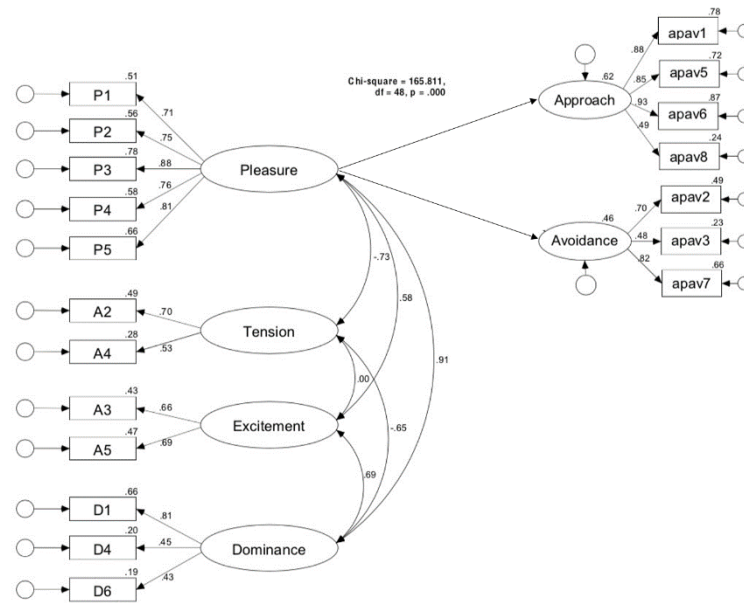 .78
apav1
.88
Chi-square = 165.811,
df = 48, p = .000
.62
.72
apav5
.85
Approach
.93
.87
apav6
.49
.24
apav8
.51
P1
.71
.56
P2
.75
.78
P3
.88
Pleasure
.58
P4
.76
.66
P5
.81
.49
apav2
.70
.46
.23
apav3
.48
Avoidance
.82
.66
apav7
-.73
.58
.49
A2
.70
Tension
.28
A4
.53
.91
.00
.43
A3
.66
Excitement
.47
A5
.69
-.65
.69
.66
D1
.81
.20
D4
.45
Dominance
.19
D6
.43